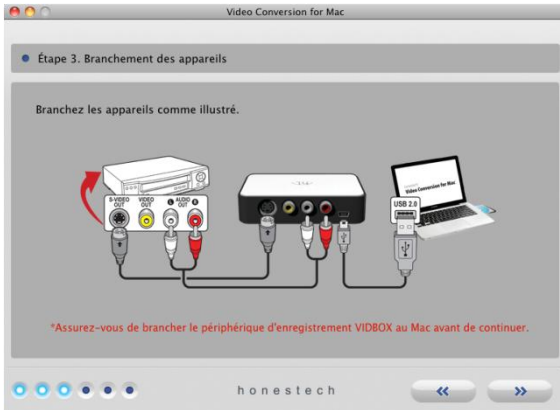 Video Conversion for Mac
Étape 3. Branchement des appareils
Branchez les appareils comme illustré.
S-VIDEO OUT
VIDEO OUT
L AUDIO R OUT
Video Conversion for Mac
USB 2.0
*Assurez-vous de brancher le périphérique d'enregistrement VIDBOX au Mac avant de continuer.
honestech